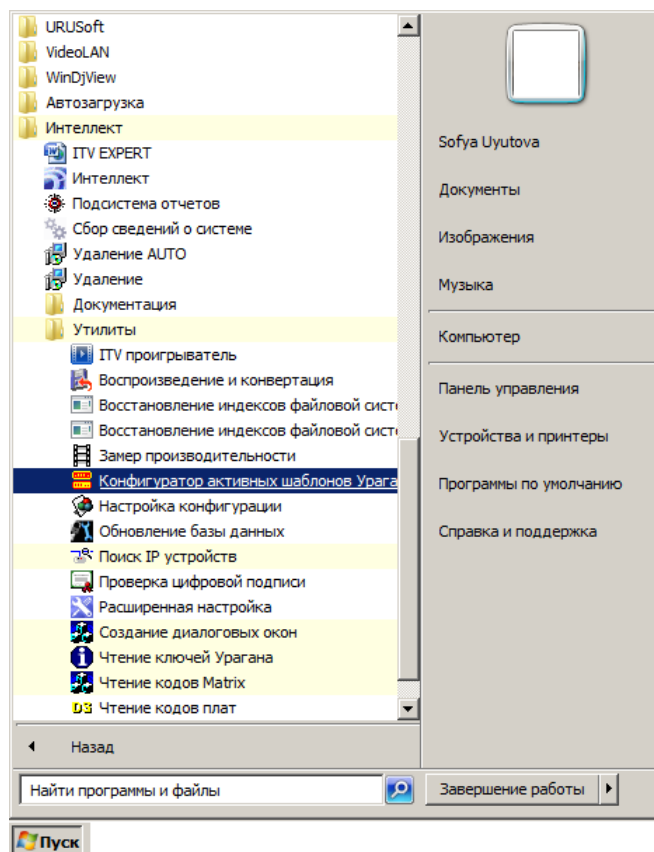 URUSoft
VideoLAN
WinDjView
Автозагрузка
Интеллект
ITV EXPERT
Интеллект
Подсистема отчетов
Сбор сведений о системе
Удаление AUTO
Удаление
Документация
Утилиты
ITV проигрыватель
Воспроизведение и конвертация
Восстановление индексов файловой сист
Восстановление индексов файловой сист
Замер производительности
Конфигуратор активных шаблонов Урага
Настройка конфигурации
Обновление базы данных
Поиск IP устройств
Проверка цифровой подписи
Расширенная настройка
Создание диалоговых окон
Чтение ключей Урагана
Чтение кодов Matrix
Чтение кодов плат
Назад
Найти программы и файлы
Sofya Uyutova
Документы
Изображения
Музыка
Компьютер
Панель управления
Устройства и принтеры
Программы по умолчанию
Справка и поддержка
Завершение работы
Пуск